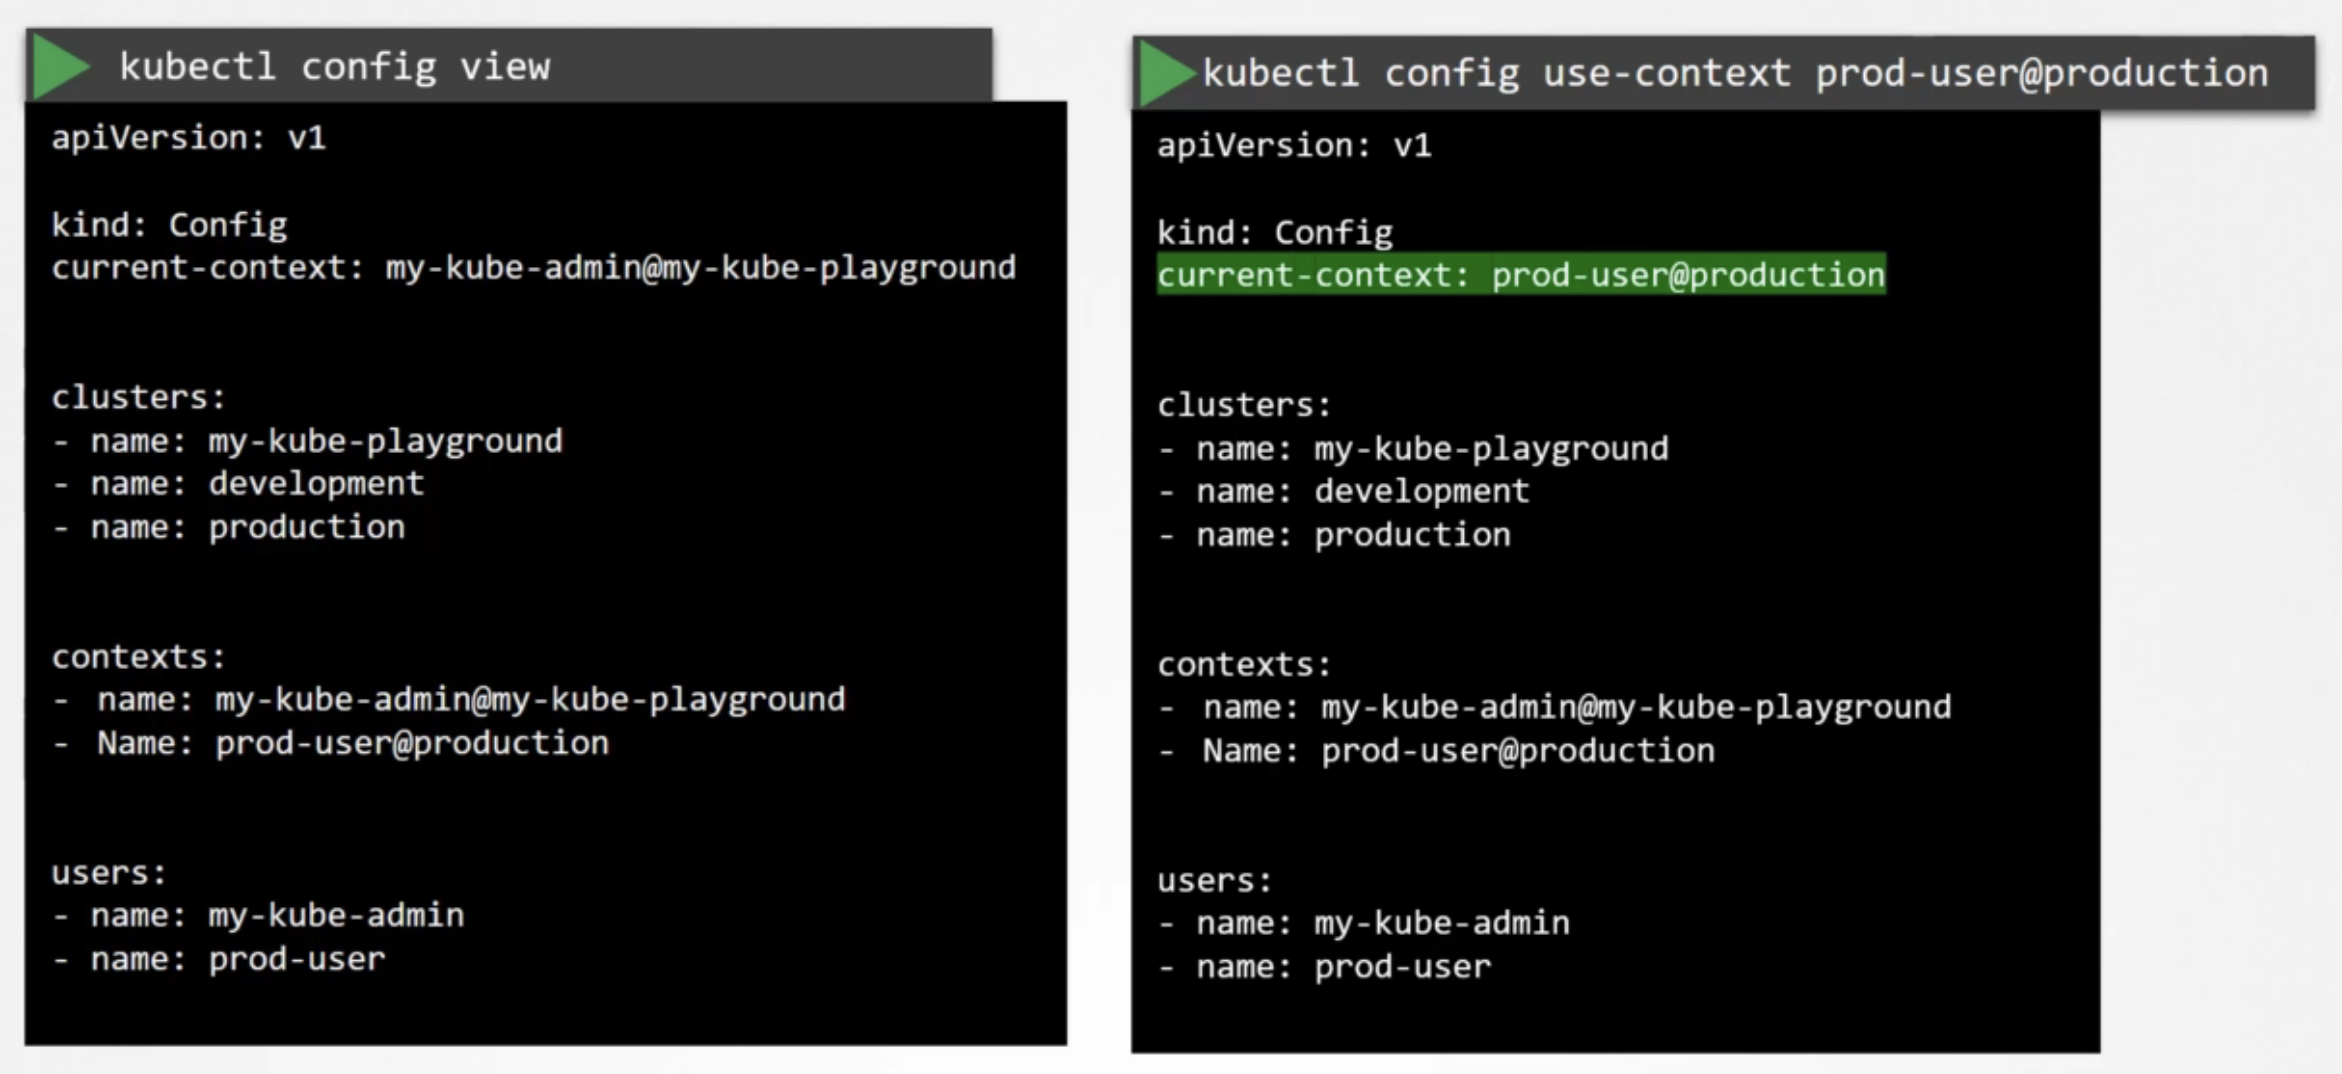 kubectl config view
apiVersion: v1
kind: Config
current-context: my-kube-admin@my-kube-playground
clusters:
- name: my-kube-playground
- name: development
- name: production
contexts:
- name: my-kube-admin@my-kube-playground
- Name: prod-user@production
users:
- name: my-kube-admin
- name: prod-user
kubectl config use-context prod-user@production
apiVersion: v1
kind: Config
current-context: prod-user@production
clusters:
- name: my-kube-playground
- name: development
- name: production
contexts:
- name: my-kube-admin@my-kube-playground
- Name: prod-user@production
users:
- name: my-kube-admin
- name: prod-user